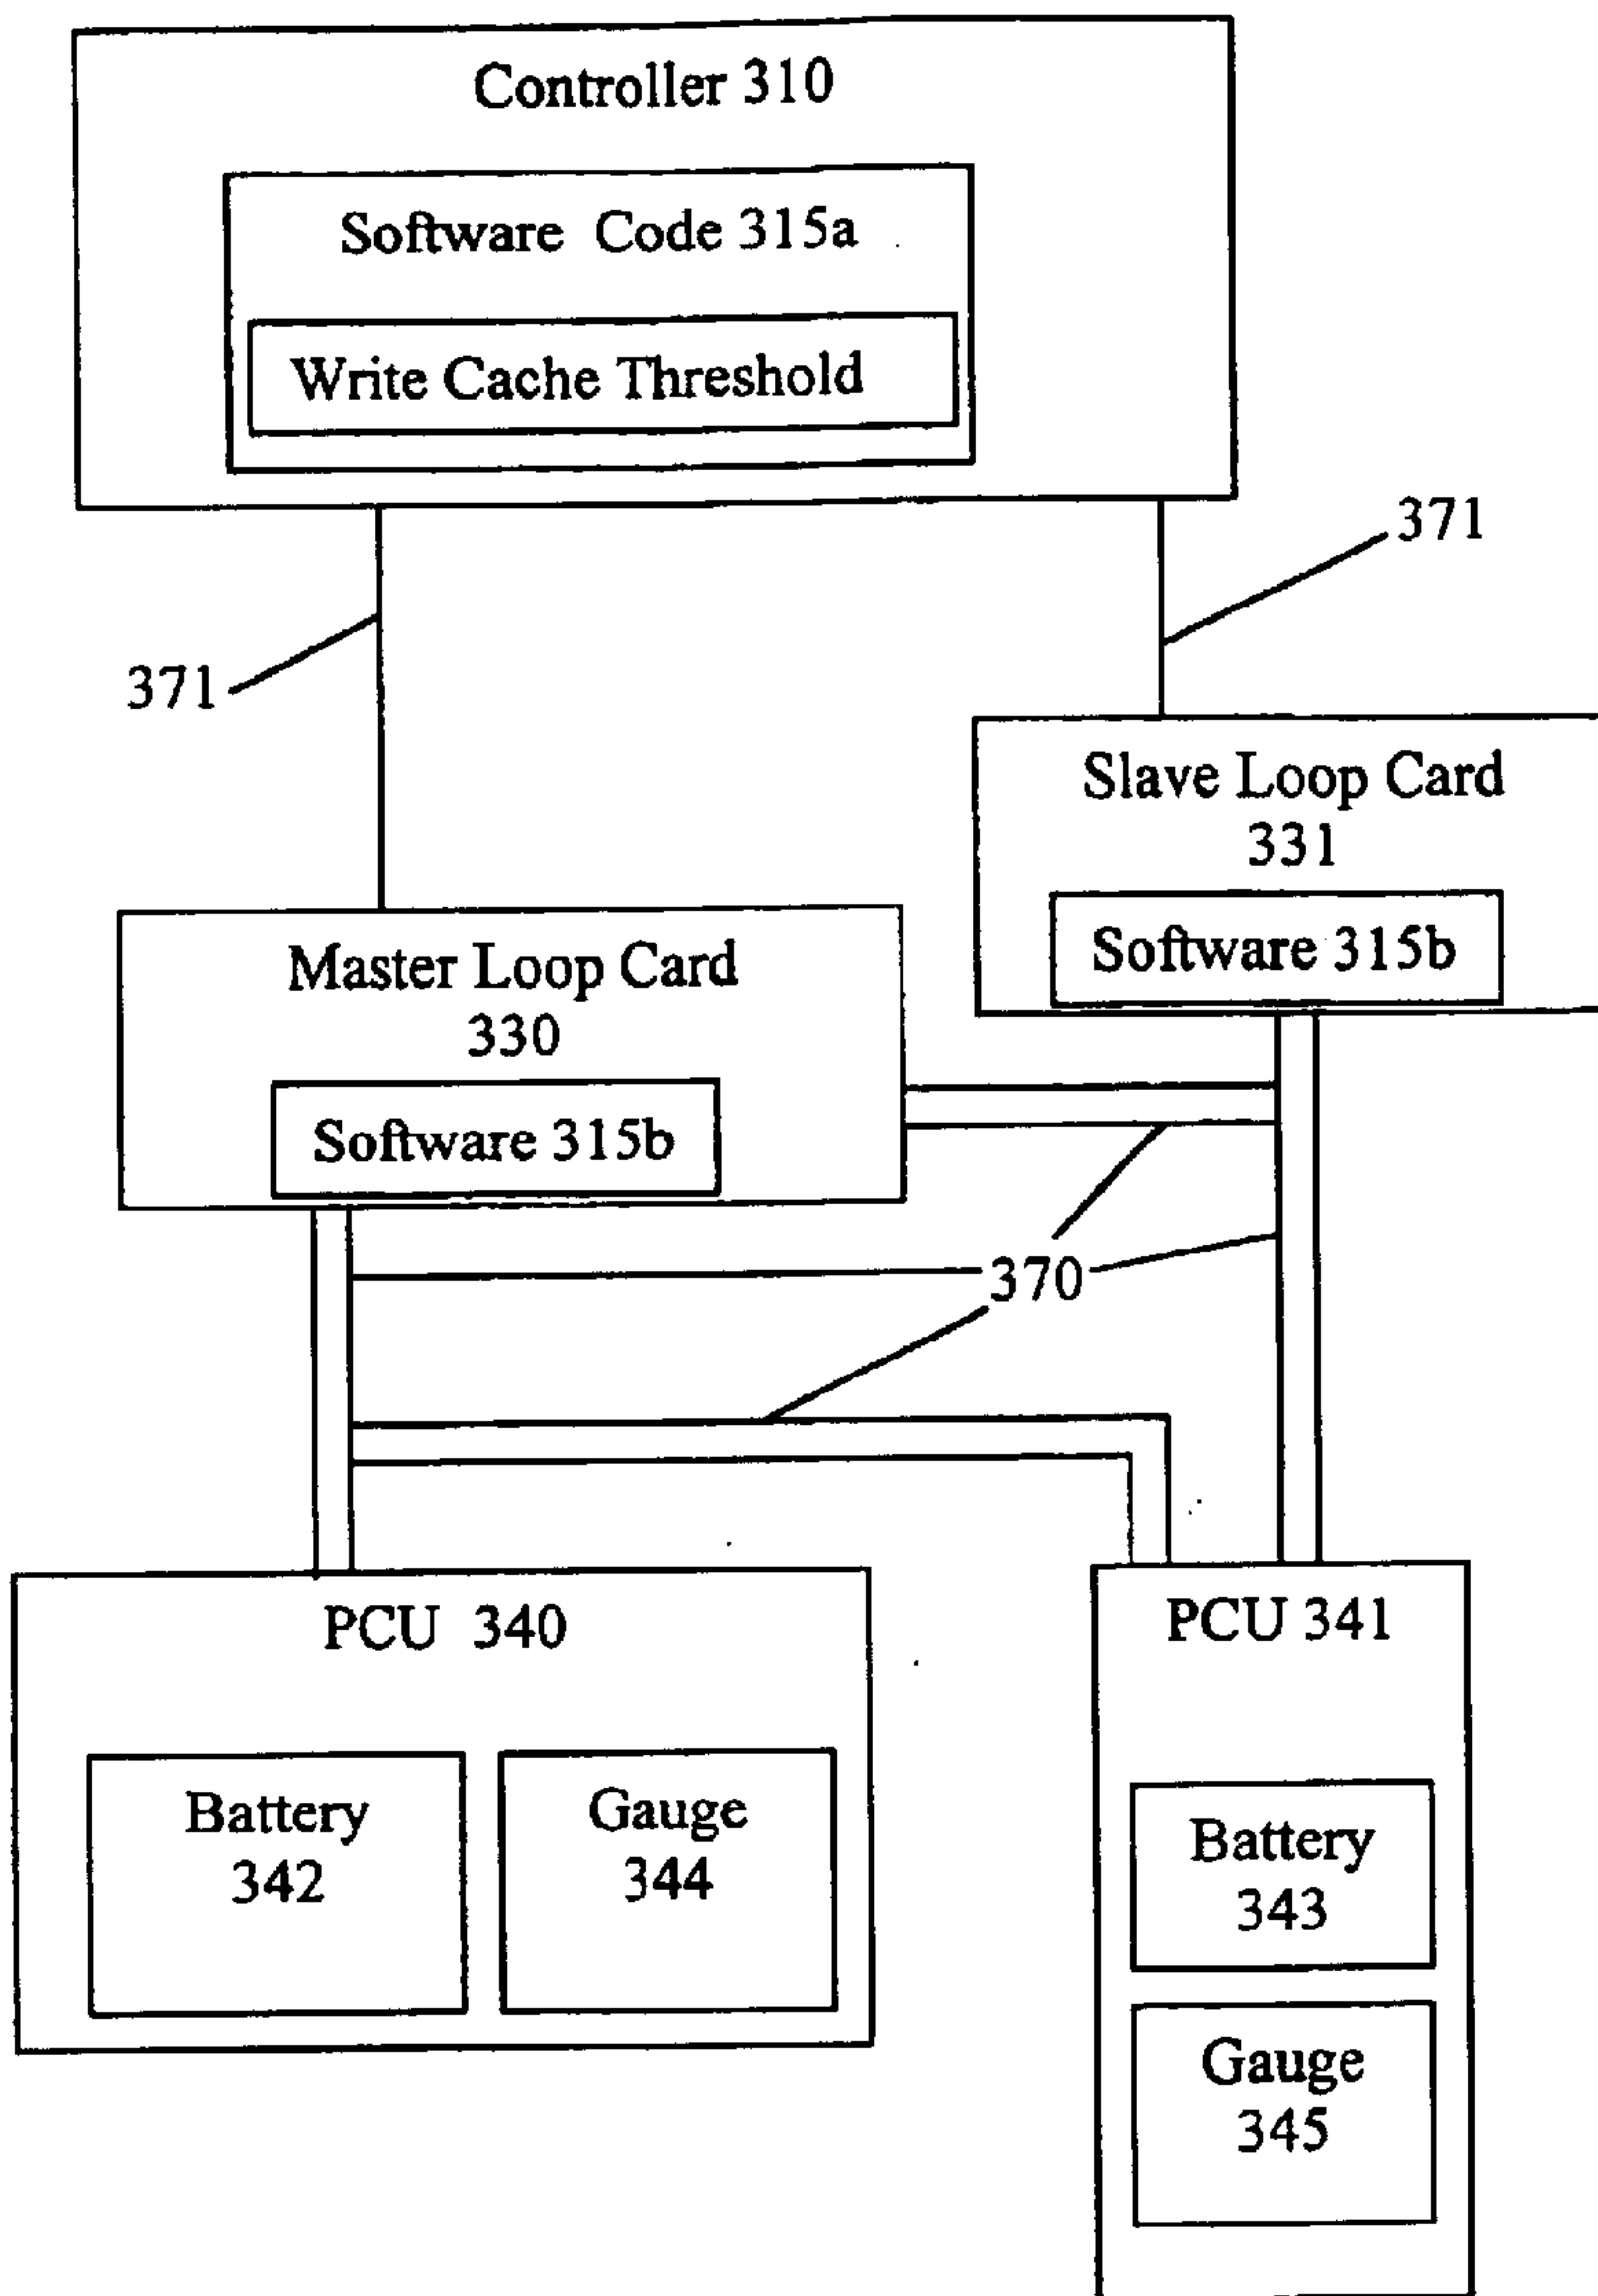 Controller 310
Software Code 315a
Write Cache Threshold
371
371
Slave Loop Card
331
Software 315b
Master Loop Card
330
Software 315b
370
PCU 340
Battery
342
Gauge
344
PCU 341
Battery
343
Gauge
345